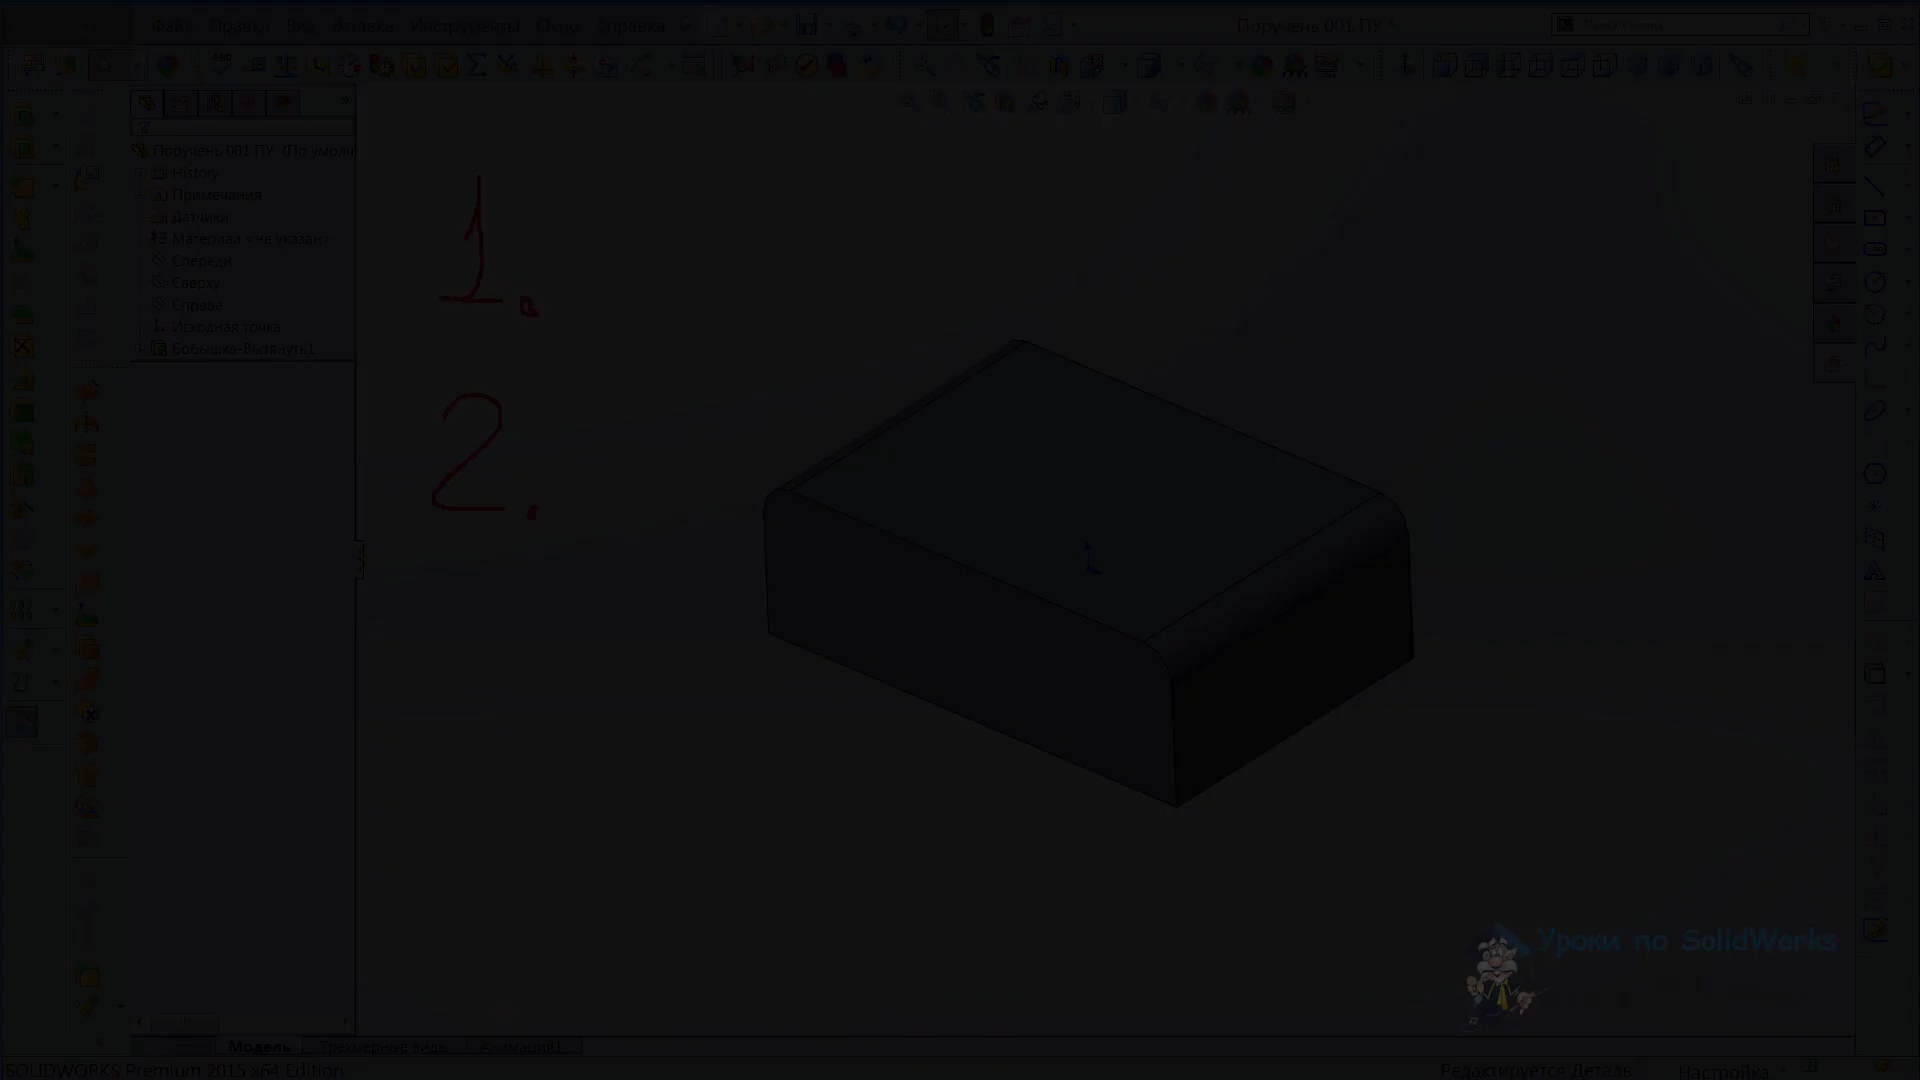 Файл Правка Вид Вставка Инструменты Окно Справка
Поручень 001 ПУ *
Поручень 001 ПУ (По умолч
History
Примечания
Датчики
Материал <не указан>
Спереди
Сверху
Справа
Исходная точка
Бобышка-Вытянуть1
1.
2.
Уроки по SolidWorks
Модель Трехмерные виды Анимация1
SOLIDWORKS Premium 2015 x64 Edition
Редактируется Деталь Настройка